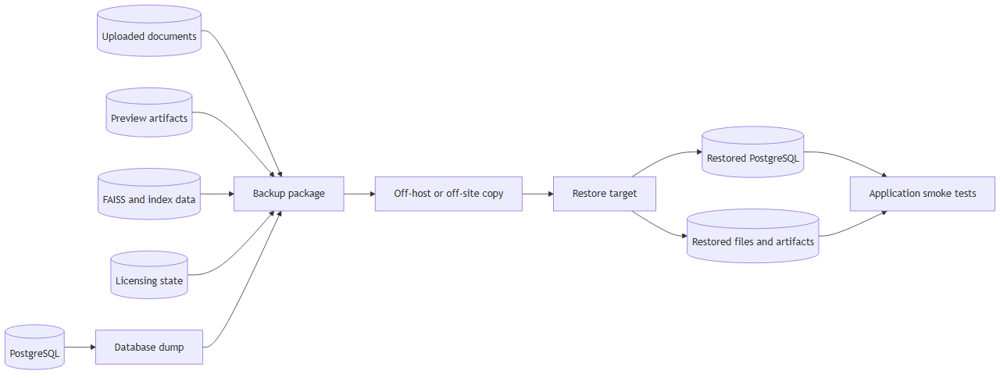 Uploaded documents
Preview artifacts
FAISS and index data
Licensing state
PostgreSQL
Database dump
Backup package
Off-host or off-site copy
Restore target
Restored PostgreSQL
Restored files and artifacts
Application smoke tests